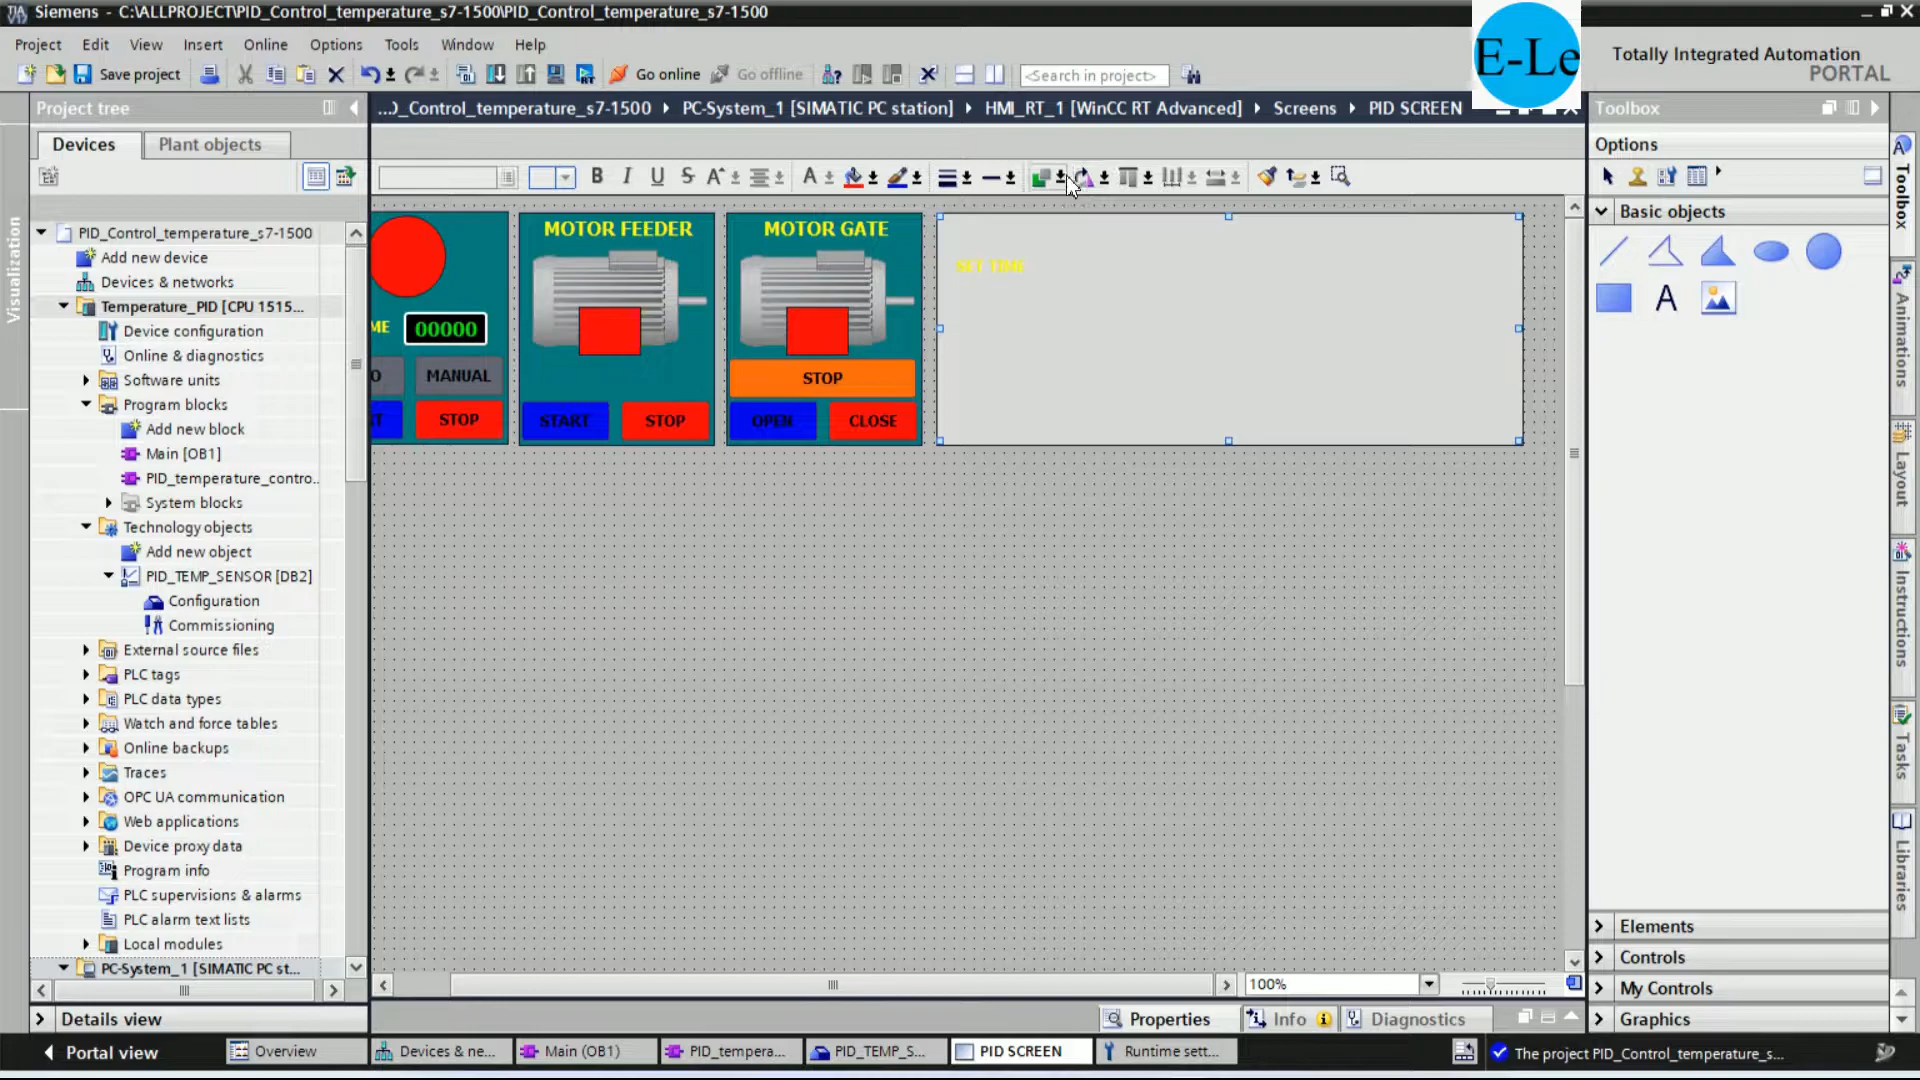 Siemens - C:\ALLPROJECT\PID_Control_temperature_s7-1500\PID_Control_temperature_s7-1500
Project Edit View Insert Online Options Tools Window Help
E-Le
Totally Integrated Automation
PORTAL
Save project
Go online
Go offline
<Search in project>
Project tree
...)_Control_temperature_s7-1500 PC-System_1 [SIMATIC PC station] HMI_RT_1 [WinCC RT Advanced] Screens PID SCREEN
Toolbox
Devices
Plant objects
Options
Visualization
PID_Control_temperature_s7-1500
Add new device
Devices & networks
Temperature_PID [CPU 1515...
Device configuration
Online & diagnostics
Software units
Program blocks
Add new block
Main [OB1]
PID_temperature_contro..
System blocks
Technology objects
Add new object
PID_TEMP_SENSOR [DB2]
Configuration
Commissioning
External source files
PLC tags
PLC data types
Watch and force tables
Online backups
Traces
OPC UA communication
Web applications
Device proxy data
Program info
PLC supervisions & alarms
PLC alarm text lists
Local modules
PC-System_1 [SIMATIC PC st...
Details view
B I U S A A
ME 00000
O MANUAL
RT STOP
MOTOR FEEDER
START STOP
MOTOR GATE
STOP
OPEN CLOSE
SET TIME
100%
Properties Info Diagnostics
Basic objects
A
Elements
Controls
My Controls
Graphics
Toolbox
Animations
Layout
Instructions
Tasks
Libraries
Portal view
Overview
Devices & ne...
Main (OB1)
PID_tempera...
PID_TEMP_S...
PID SCREEN
Runtime sett...
The project PID_Control_temperature_s...